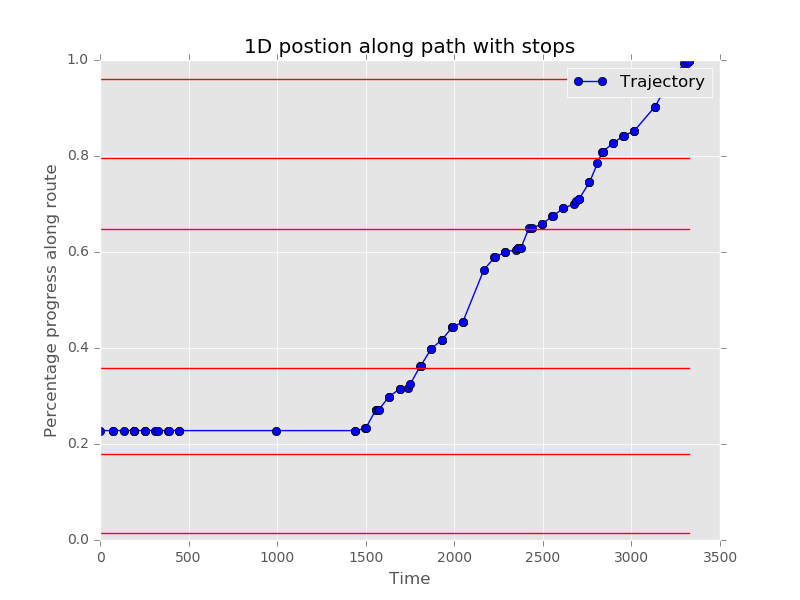 1D postion along path with stops
Trajectory
Percentage progress along route
1.0
0.8
0.6
0.4
0.2
0.0
0 500 1000 1500 2000 2500 3000 3500
Time